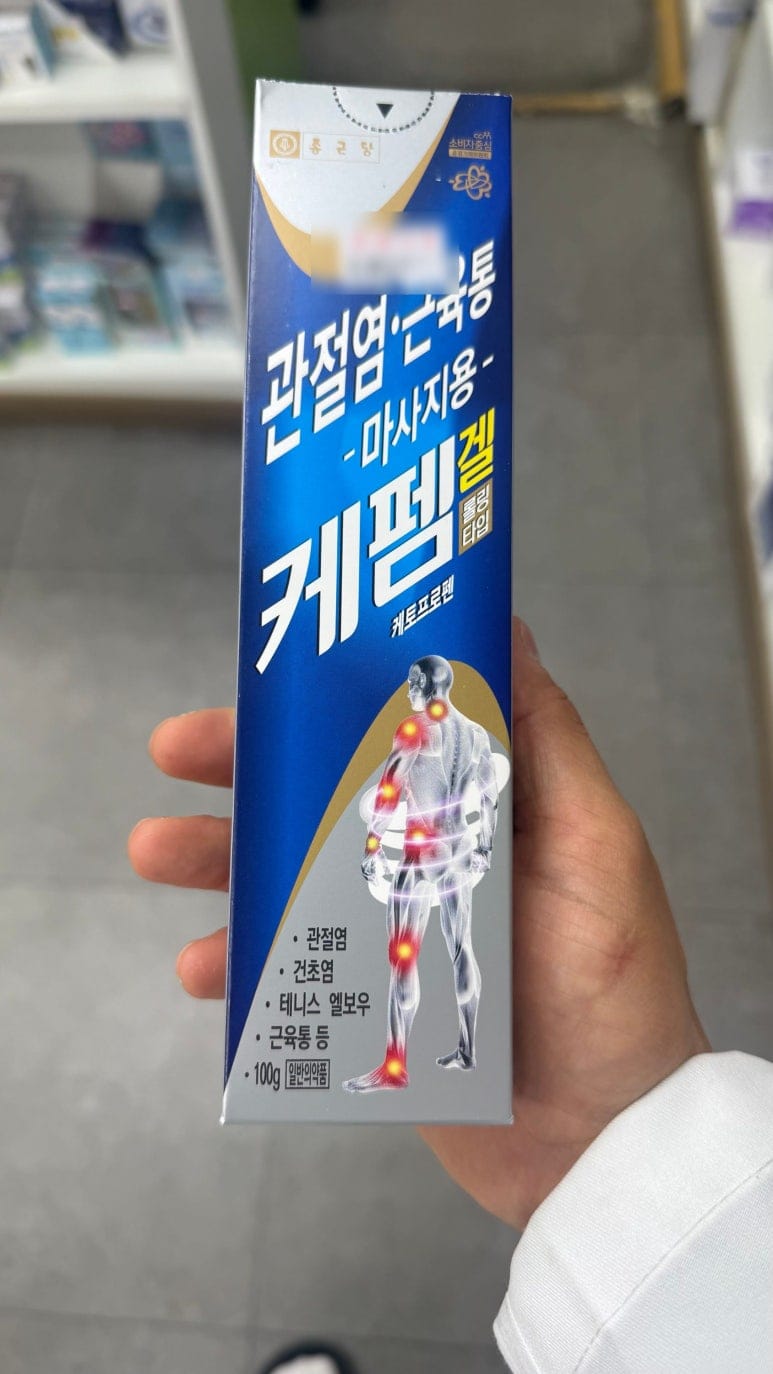 종근당
소비자중심
관절염·근육통
- 마사지용 -
케펨겔
롤링
타입
케토프로펜
• 관절염
• 건초염
• 테니스 엘보우
• 근육통 등
• 100g 일반의약품